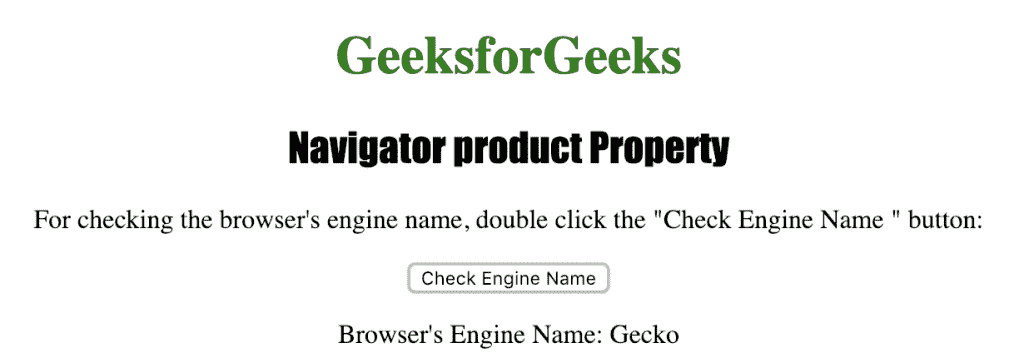 GeeksforGeeks
Navigator product Property
For checking the browser's engine name, double click the "Check Engine Name " button:
Check Engine Name
Browser's Engine Name: Gecko